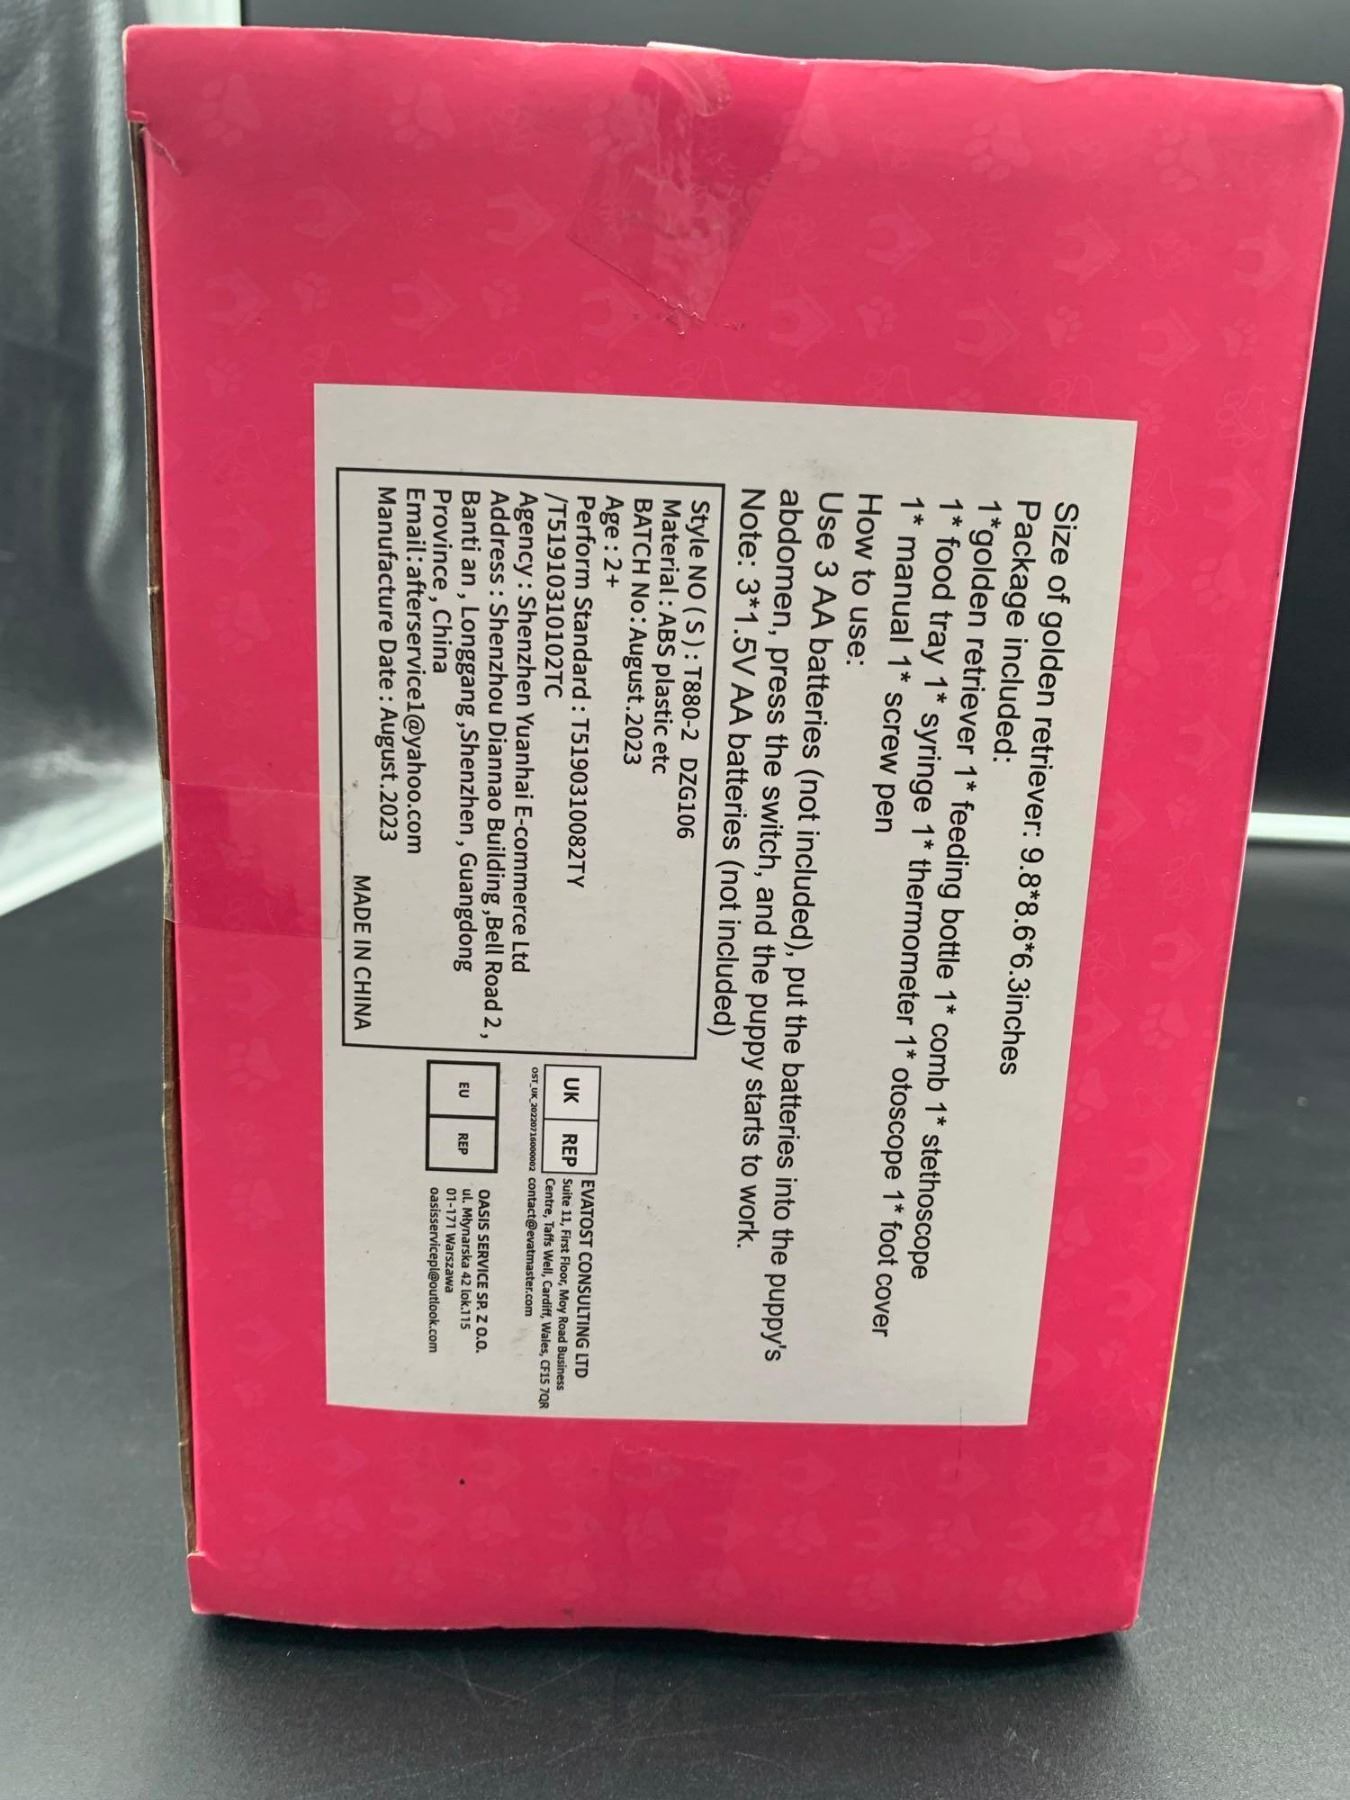 Size of golden retriever: 9.8*8.6*6.3inches
Package included:
1*golden retriever 1* feeding bottle 1* comb 1* stethoscope
1* food tray 1* syringe 1* thermometer 1* otoscope 1* foot cover
1* manual 1* screw pen
How to use:
Use 3 AA batteries (not included), put the batteries into the puppy's
abdomen, press the switch, and the puppy starts to work.
Note: 3*1.5V AA batteries (not included)
Style NO ( S ) : T880-2 DZG106
Material : ABS plastic etc
BATCH No: August. 2023
Age : 2+
Perform Standard : T5190310082TY
/T51910310102TC
Agency : Shenzhen Yuanhai E-commerce Ltd
Address : Shenzhou Diannao Building ,Bell Road 2 ,
Banti an , Longgang ,Shenzhen , Guangdong
Province , China
Email: afterservice1@yahoo.com
Manufacture Date : August.2023
MADE IN CHINA
UK REP
EVATOST CONSULTING LTD
Suite 11, First Floor, Moy Road Business
Centre, Taffs Well, Cardiff, Wales, CF15 7QR
OST_UK_20220716000002 contact@evatmaster.com
EU REP
OASIS SERVICE SP. Z O.O.
ul. Młynarska 42 lok.115
01-171 Warszawa
oasisservicepl@outlook.com